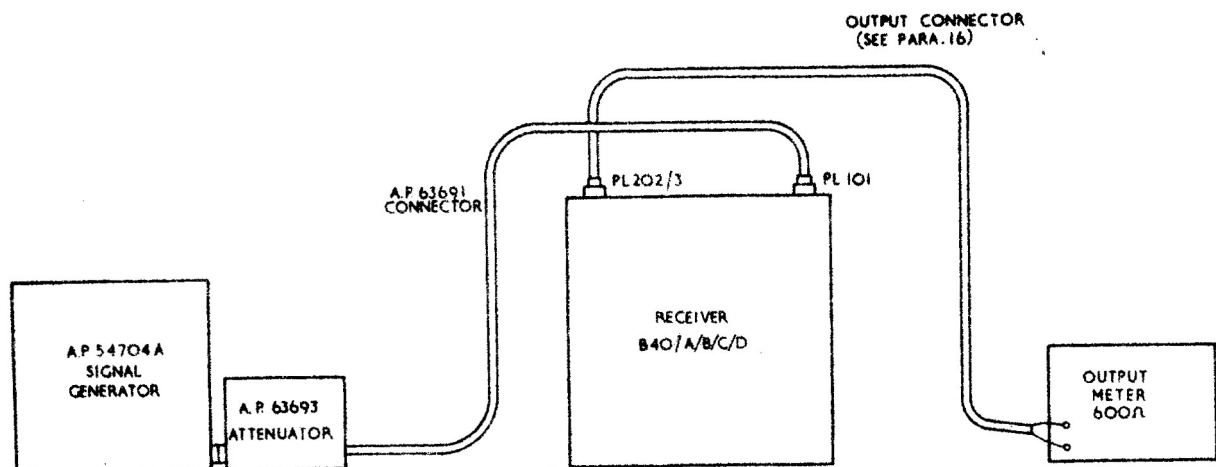 OUTPUT CONNECTOR
(SEE PARA.16)
PL 202/3
PL 101
A.P. 63691
CONNECTOR
RECEIVER
B40/A/B/C/D
A.P. 54704A
SIGNAL
GENERATOR
A.P. 63693
ATTENUATOR
OUTPUT
METER
600Ω